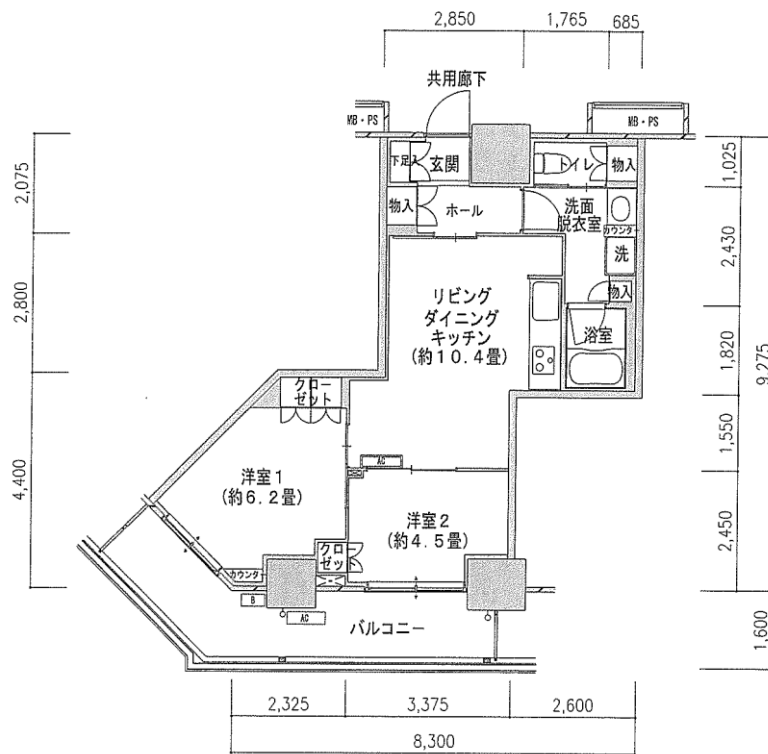 2,850
1,765
685
共用廊下
MB・PS
MB・PS
下足入
玄関
トイレ
物入
物入
ホール
洗面
脱衣室
カウンタ
洗
物入
浴室
リビング
ダイニング
キッチン
(約10.4畳)
クロー
ゼット
AC
洋室1
(約6.2畳)
洋室2
(約4.5畳)
クロ
ゼッ
カウンタ
B
AC
バルコニー
2,075
2,800
4,400
1,025
2,430
1,820
1,550
2,450
9,275
1,600
2,325
3,375
2,600
8,300